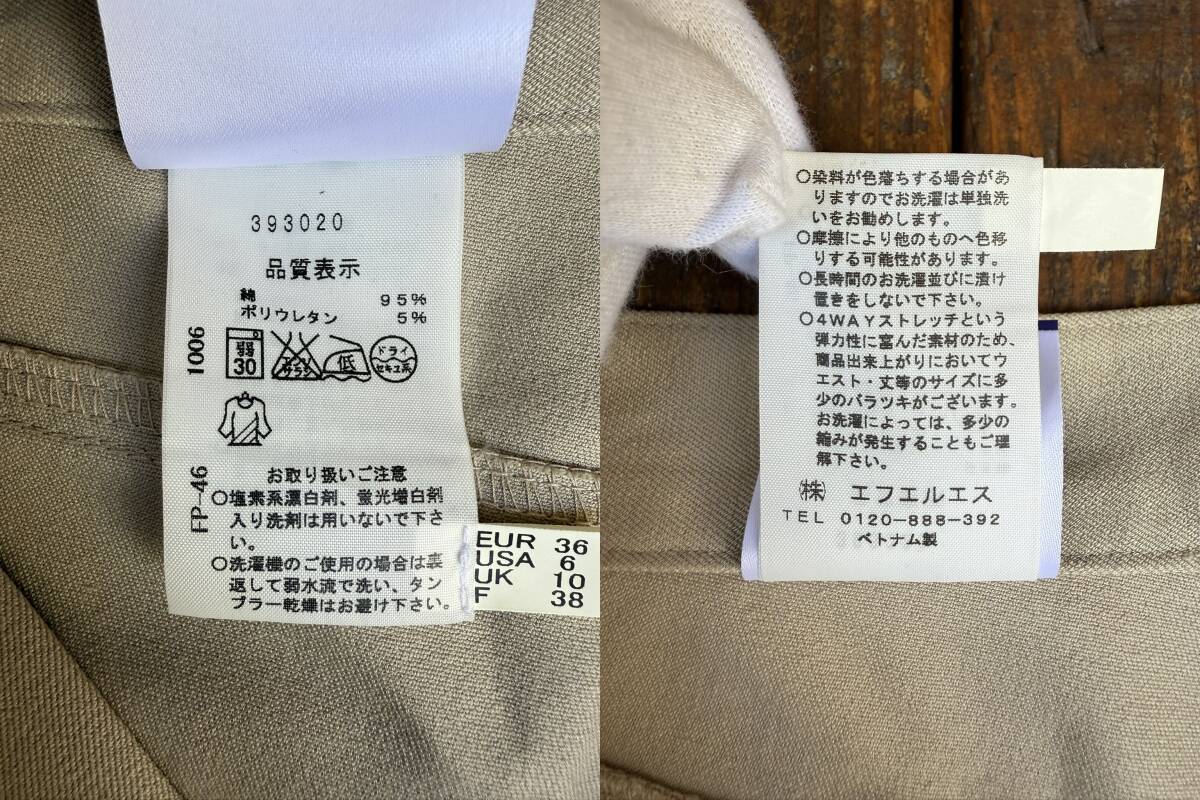 393020
品質表示
綿 95%
ポリウレタン 5%
1006
弱
30
エンソ
サラシ
低
ドライ
セキユ系
FP-46
お取り扱いご注意
○塩素系漂白剤、蛍光増白剤
入り洗剤は用いないで下さ
い。
○洗濯機のご使用の場合は裏
返して弱水流で洗い、タン
ブラー乾燥はお避け下さい。
EUR 36
USA 6
UK 10
F 38
○染料が色落ちする場合があ
りますのでお洗濯は単独洗
いをお勧めします。
○摩擦により他のものへ色移
りする可能性があります。
○長時間のお洗濯並びに漬け
置きをしないで下さい。
○4WAYストレッチという
弾力性に富んだ素材のため、
商品出来上がりにおいてウ
エスト・丈等のサイズに多
少のバラツキがございます。
お洗濯によっては、多少の
縮みが発生することもご理
解下さい。
㈱ エフエルエス
TEL 0120-888-392
ベトナム製